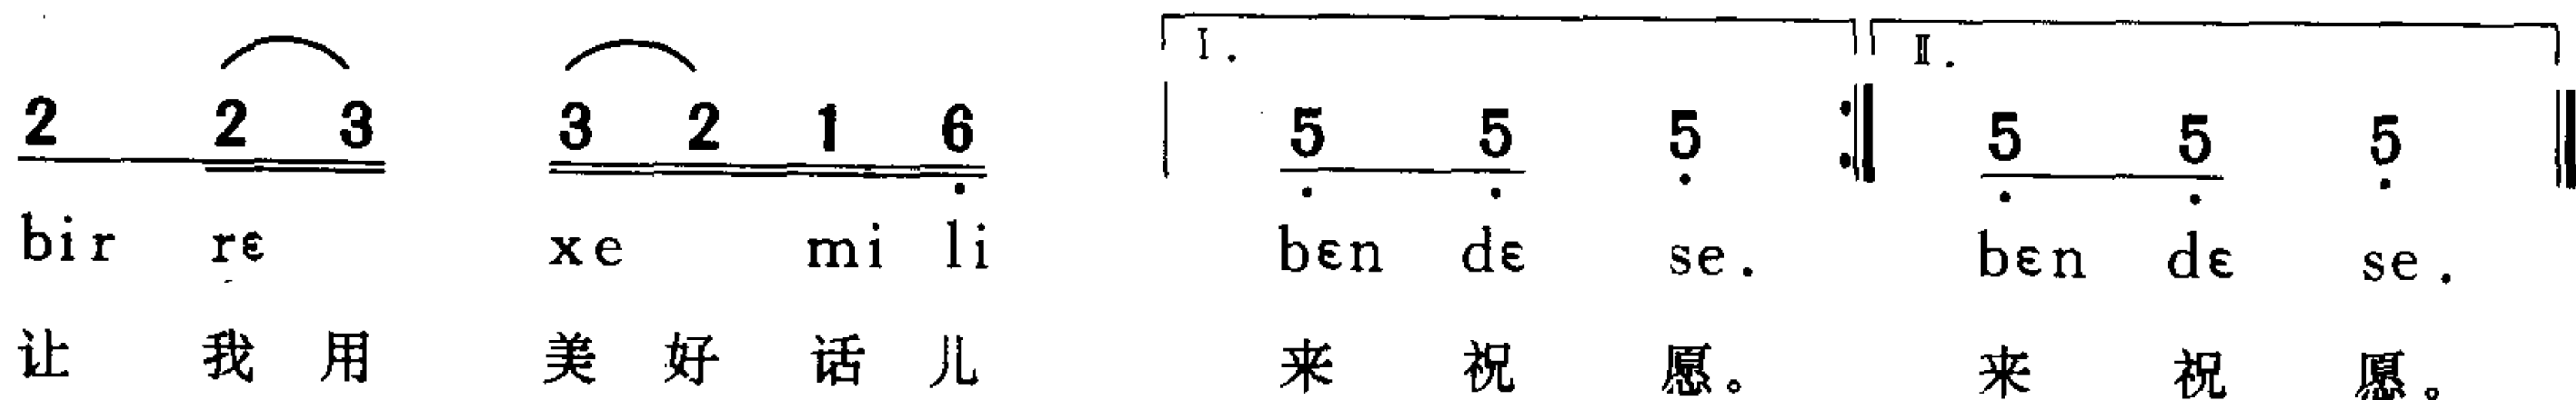 I. II.
2 2 3 3 2 1 6 5 5 5 5 5 5
bir rɛ xe mi li bɛn dɛ se. bɛn dɛ se.
让 我 用 美 好 话 儿 来 祝 愿。 来 祝 愿。